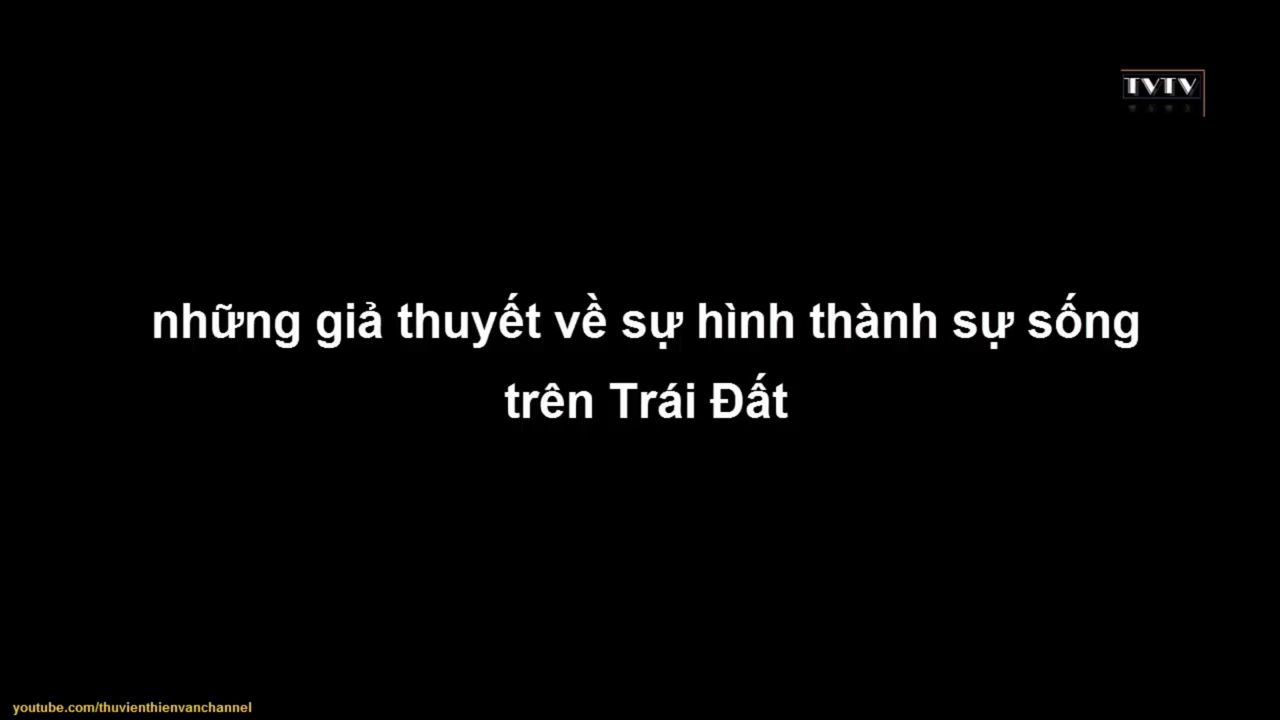 TVTV
những giả thuyết về sự hình thành sự sống
trên Trái Đất
youtube.com/thuvienthienvanchannel